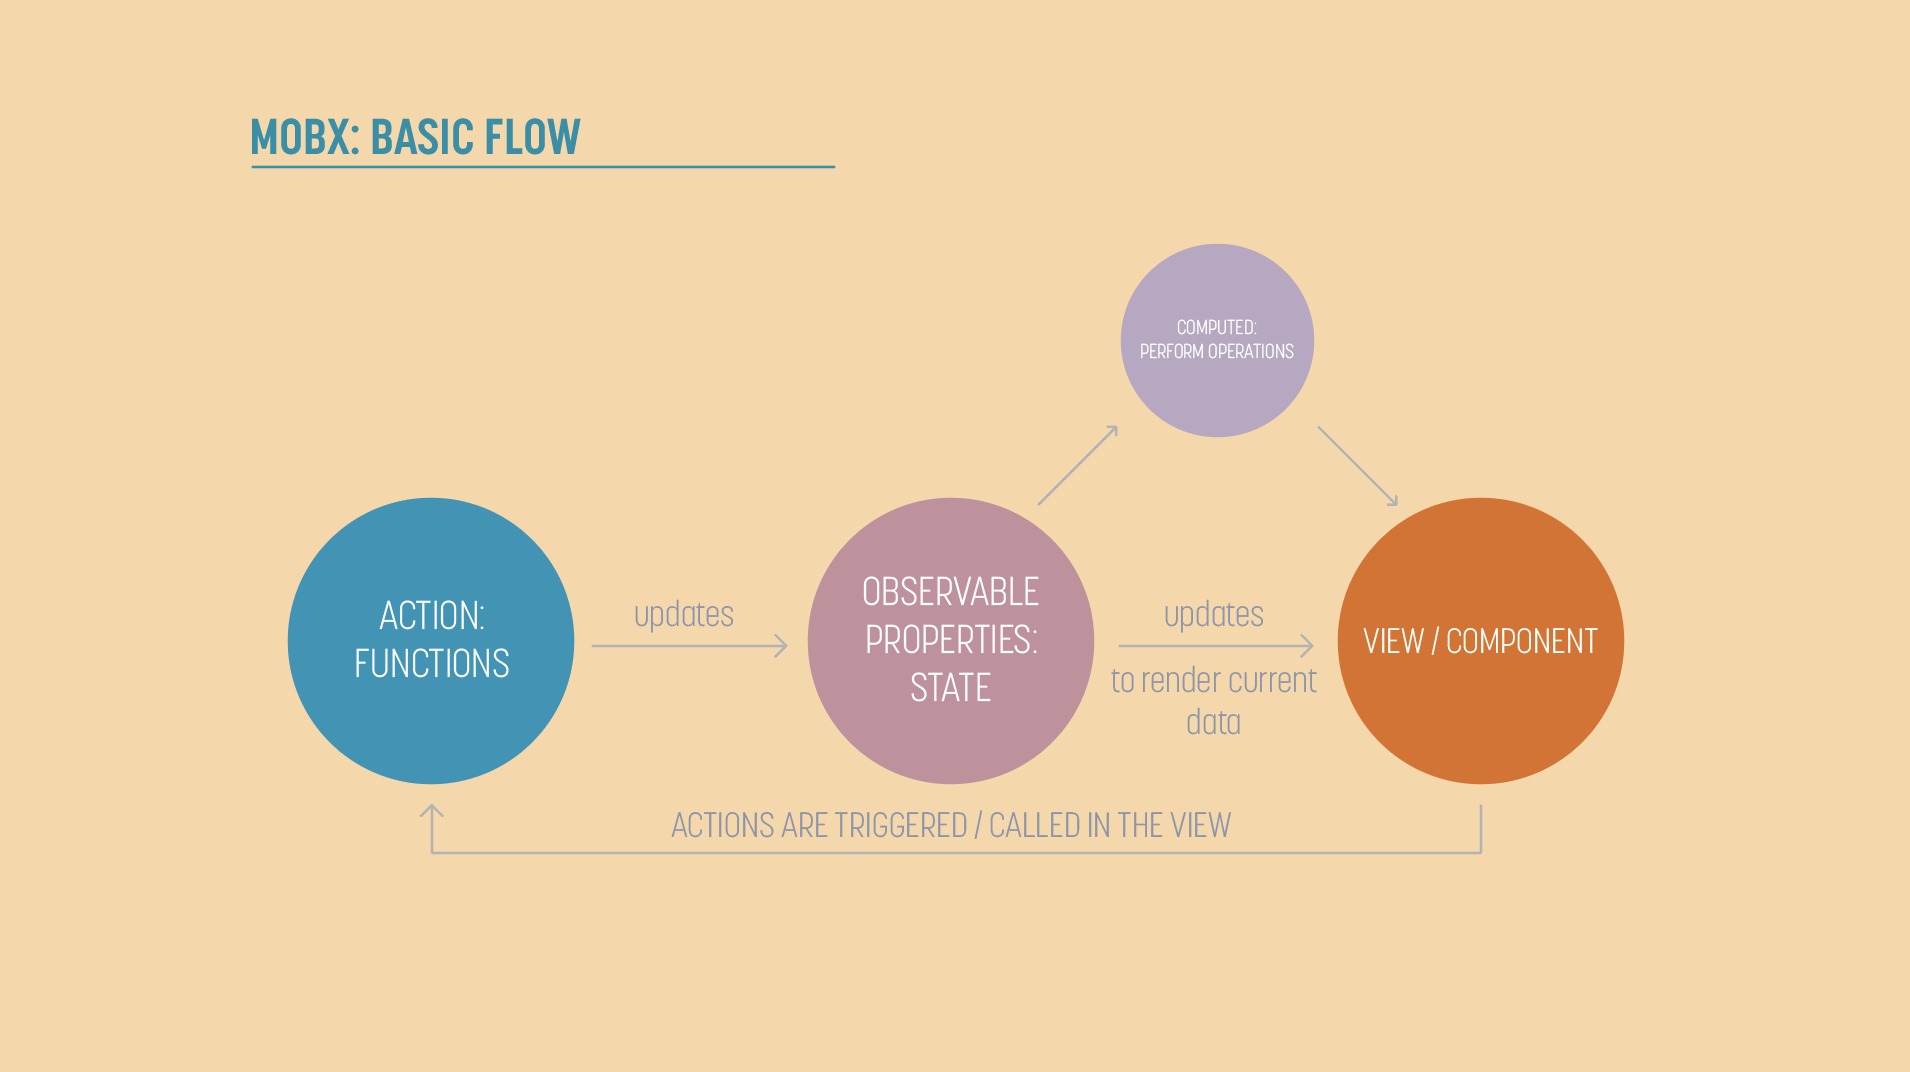 MOBX: BASIC FLOW
COMPUTED:
PERFORM OPERATIONS
ACTION:
FUNCTIONS
updates
OBSERVABLE
PROPERTIES:
STATE
updates
to render current
data
VIEW / COMPONENT
ACTIONS ARE TRIGGERED / CALLED IN THE VIEW